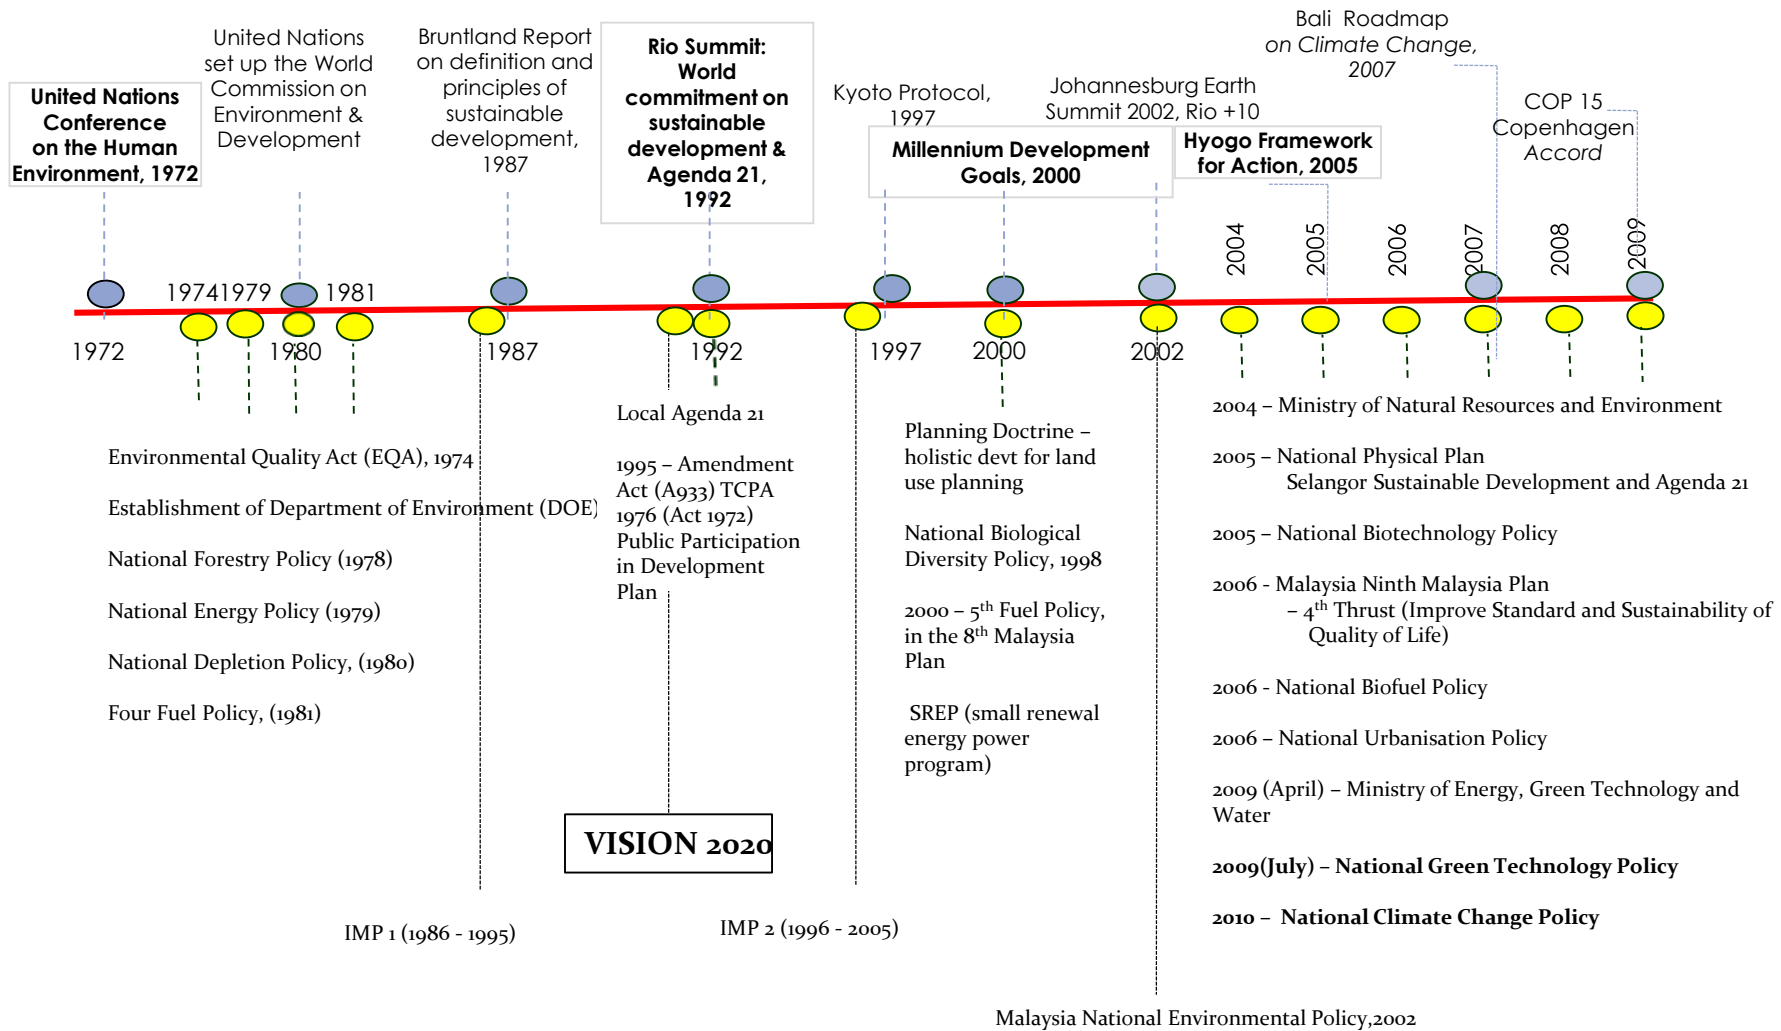 United Nations
Conference
on the Human
Environment, 1972
United Nations
set up the World
Commission on
Environment &
Development
Bruntland Report
on definition and
principles of
sustainable
development,
1987
Rio Summit:
World
commitment on
sustainable
development &
Agenda 21,
1992
Kyoto Protocol,
1997
Millennium Development
Goals, 2000
Johannesburg Earth
Summit 2002, Rio +10
Hyogo Framework
for Action, 2005
Bali Roadmap
on Climate Change,
2007
COP 15
Copenhagen
Accord
1974
1979
1981
2004
2005
2006
2007
2008
2009
1972
1980
1987
1992
1997
2000
2002
Environmental Quality Act (EQA), 1974
Establishment of Department of Environment (DOE)
National Forestry Policy (1978)
National Energy Policy (1979)
National Depletion Policy, (1980)
Four Fuel Policy, (1981)
Local Agenda 21
1995 – Amendment
Act (A933) TCPA
1976 (Act 1972)
Public Participation
in Development
Plan
VISION 2020
IMP 1 (1986 - 1995)
Planning Doctrine –
holistic devt for land
use planning
National Biological
Diversity Policy, 1998
2000 – 5th Fuel Policy,
in the 8th Malaysia
Plan
SREP (small renewal
energy power
program)
IMP 2 (1996 - 2005)
2004 – Ministry of Natural Resources and Environment
2005 – National Physical Plan
Selangor Sustainable Development and Agenda 21
2005 – National Biotechnology Policy
2006 - Malaysia Ninth Malaysia Plan
– 4th Thrust (Improve Standard and Sustainability of
Quality of Life)
2006 - National Biofuel Policy
2006 – National Urbanisation Policy
2009 (April) – Ministry of Energy, Green Technology and
Water
2009(July) – National Green Technology Policy
2010 – National Climate Change Policy
Malaysia National Environmental Policy,2002